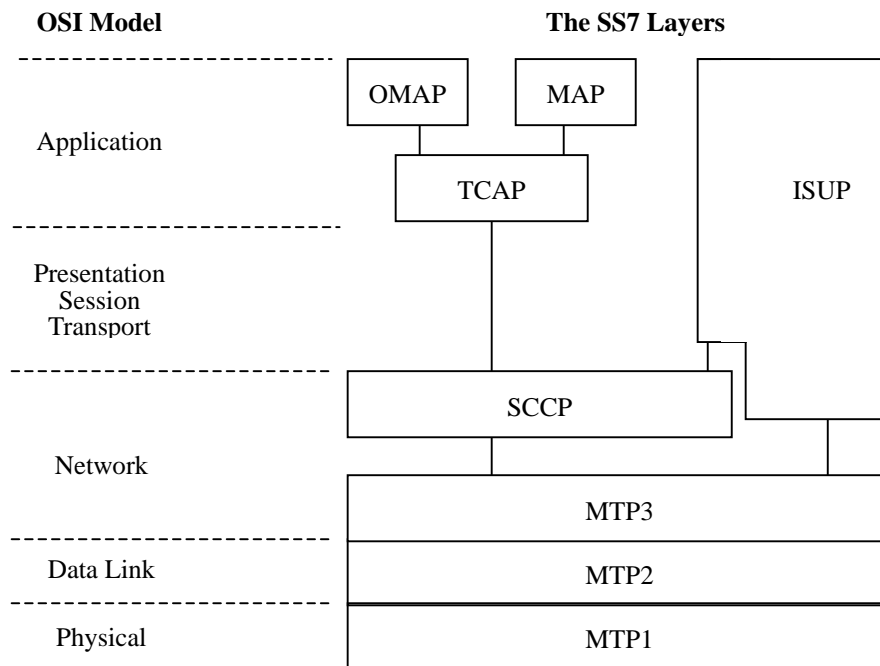 OSI Model
The SS7 Layers
OMAP
MAP
Application
TCAP
ISUP
Presentation
Session
Transport
SCCP
Network
MTP3
Data Link
MTP2
Physical
MTP1